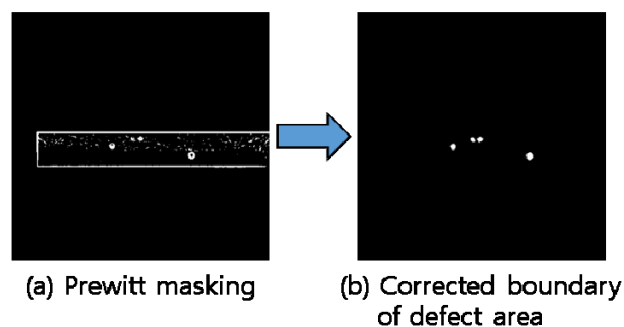 (a) Prewitt masking
(b) Corrected boundary
of defect area